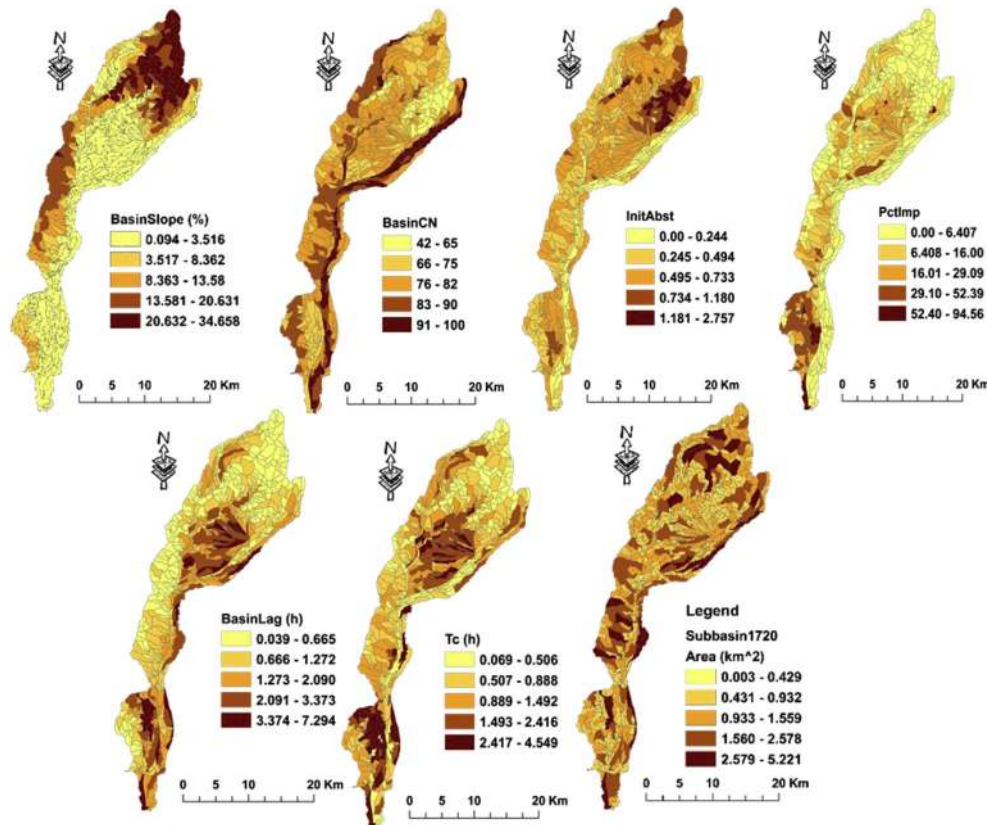 N
N
N
N
BasinSlope (%)
0.094 - 3.516
3.517 - 8.362
8.363 - 13.58
13.581 - 20.631
20.632 - 34.658
0 5 10 20 Km
BasinCN
42 - 65
66 - 75
76 - 82
83 - 90
91 - 100
0 5 10 20 Km
InitAbst
0.00 - 0.244
0.245 - 0.494
0.495 - 0.733
0.734 - 1.180
1.181 - 2.757
0 5 10 20 Km
PctImp
0.00 - 6.407
6.408 - 16.00
16.01 - 29.09
29.10 - 52.39
52.40 - 94.56
0 5 10 20 Km
N
N
N
BasinLag (h)
0.039 - 0.665
0.666 - 1.272
1.273 - 2.090
2.091 - 3.373
3.374 - 7.294
0 5 10 20 Km
Tc (h)
0.069 - 0.506
0.507 - 0.888
0.889 - 1.492
1.493 - 2.416
2.417 - 4.549
0 5 10 20 Km
Legend
Subbasin1720
Area (km^2)
0.003 - 0.429
0.431 - 0.932
0.933 - 1.559
1.560 - 2.578
2.579 - 5.221
0 5 10 20 Km